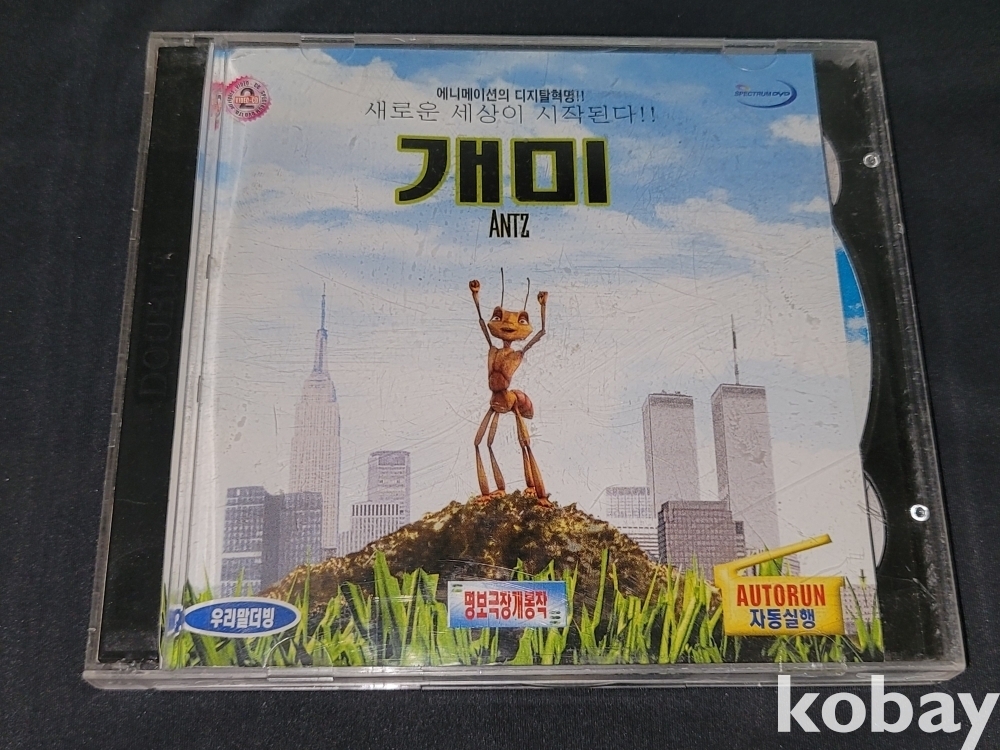 에니메이션의 디지탈혁명!!
새로운 세상이 시작된다!!
SPECTRUM DVD
개미
ANTZ
우리말더빙
명보극장개봉작
AUTORUN
자동실행
kobay